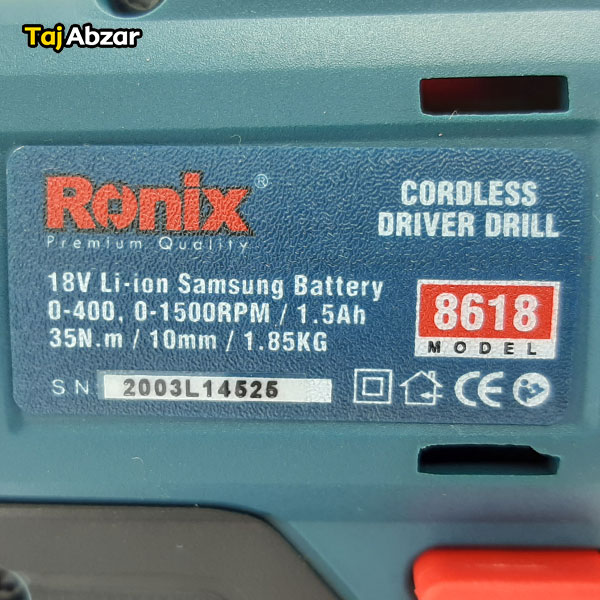 TajAbzar
Ronix®
Premium Quality
CORDLESS
DRIVER DRILL
18V Li-ion Samsung Battery
0-400, 0-1500RPM / 1.5Ah
35N.m / 10mm / 1.85KG
8618
MODEL
SN 2003L14525
CE